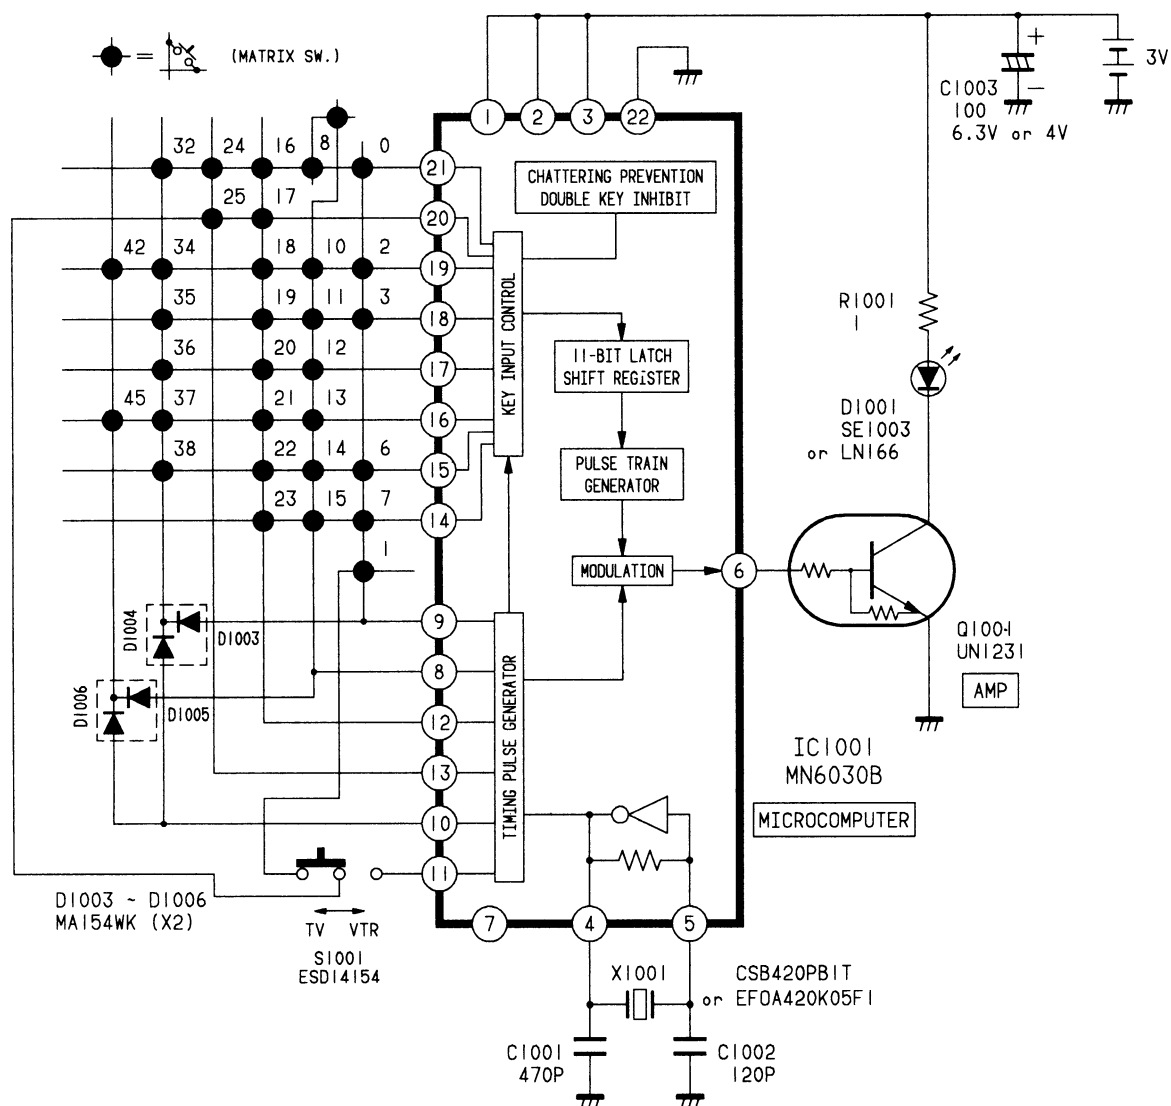 = (MATRIX SW.)
3V
+
C1003
100
6.3V or 4V
−
1 2 3 22
32 24 16 8 0
21
CHATTERING PREVENTION
DOUBLE KEY INHIBIT
25 17
20
42 34 18 10 2
19
35 19 11 3
18
36 20 12
17
45 37 21 13
16
38 22 14 6
15
23 15 7
14
1
KEY INPUT CONTROL
11-BIT LATCH
SHIFT REGISTER
PULSE TRAIN
GENERATOR
MODULATION
6
R1001
1
D1001
SE1003
or LN166
Q1001
UN1231
AMP
D1004
D1003
9
8
D1006
D1005
12
13
10
11
TIMING PULSE GENERATOR
IC1001
MN6030B
MICROCOMPUTER
D1003 ~ D1006
MA154WK (X2)
TV VTR
S1001
ESD14154
7 4 5
X1001
CSB420PB1T
or EFOA420K05F1
C1001
470P
C1002
120P